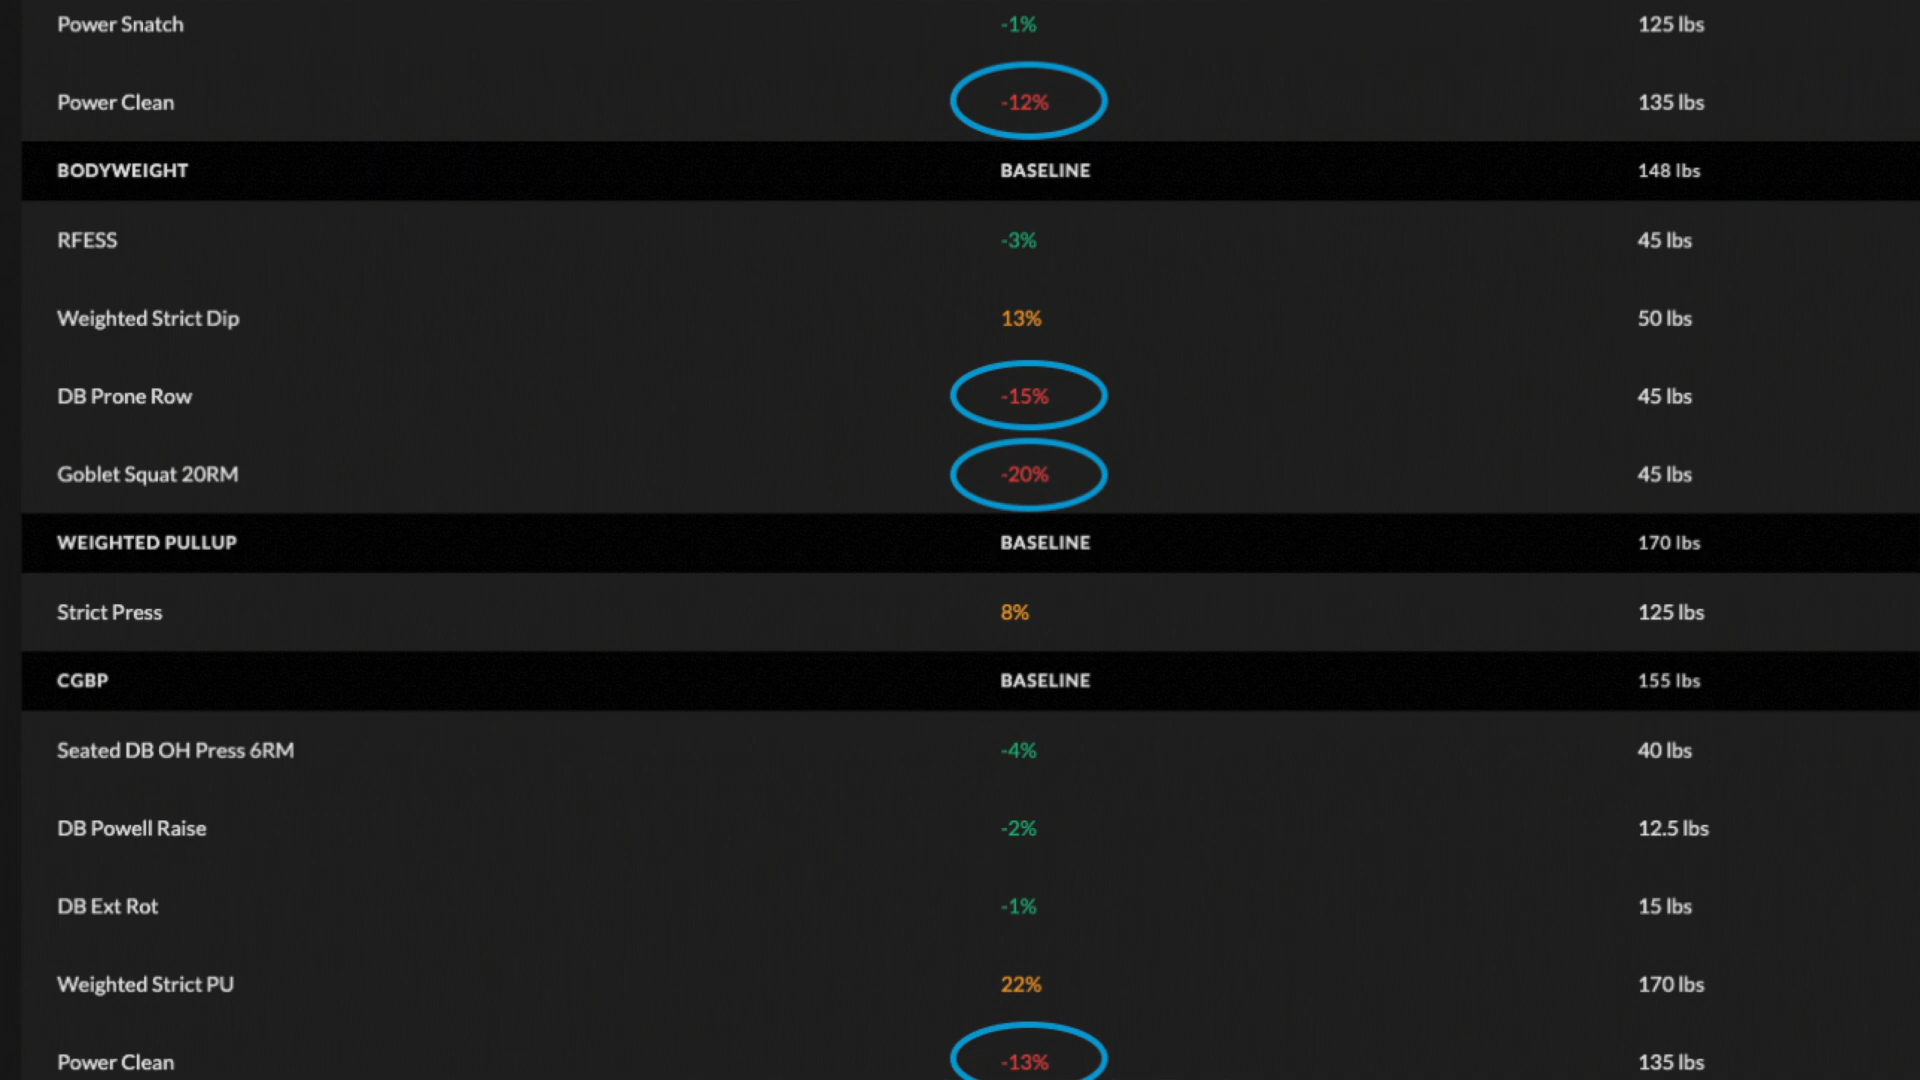 Power Snatch -1% 125 lbs
Power Clean -12% 135 lbs
BODYWEIGHT BASELINE 148 lbs
RFESS -3% 45 lbs
Weighted Strict Dip 13% 50 lbs
DB Prone Row -15% 45 lbs
Goblet Squat 20RM -20% 45 lbs
WEIGHTED PULLUP BASELINE 170 lbs
Strict Press 8% 125 lbs
CGBP BASELINE 155 lbs
Seated DB OH Press 6RM -4% 40 lbs
DB Powell Raise -2% 12.5 lbs
DB Ext Rot -1% 15 lbs
Weighted Strict PU 22% 170 lbs
Power Clean -13% 135 lbs